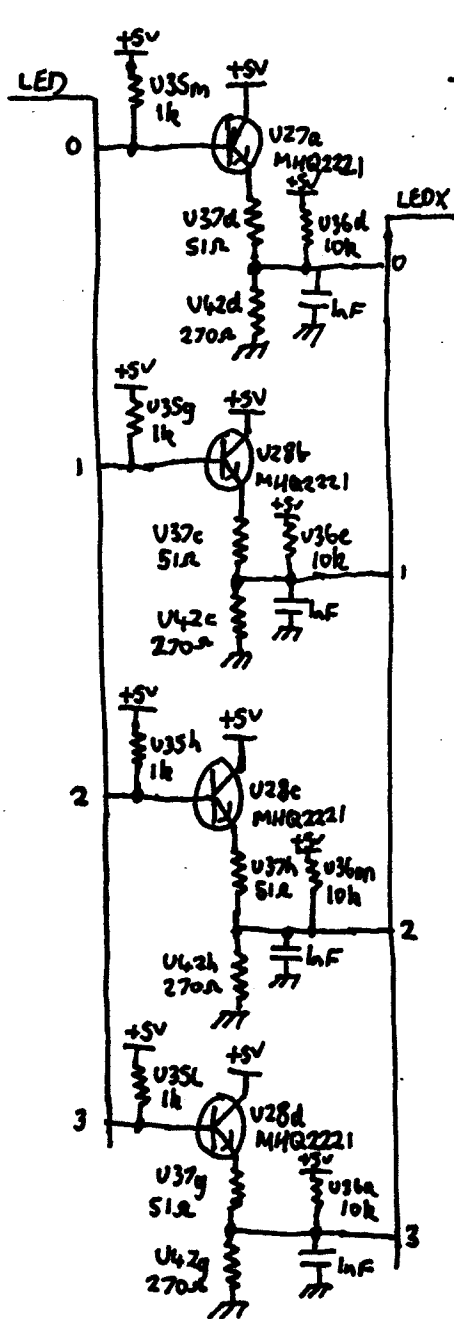 +5V
LED
U35m
1k
+5V
0
U27a
MHQ2221
+5V
LEDX
U37d
51Ω
U36d
10k
0
U42d
270Ω
1nF
+5V
U35g
1k
+5V
1
U28b
MHQ2221
+5V
U37c
51Ω
U36e
10k
1
U42c
270Ω
1nF
+5V
U35h
1k
+5V
2
U28c
MHQ2221
+5V
U37h
51Ω
U36m
10k
2
U42h
270Ω
1nF
+5V
U35i
1k
+5V
3
U28d
MHQ2221
+5V
U37g
51Ω
U36a
10k
3
U42g
270Ω
1nF